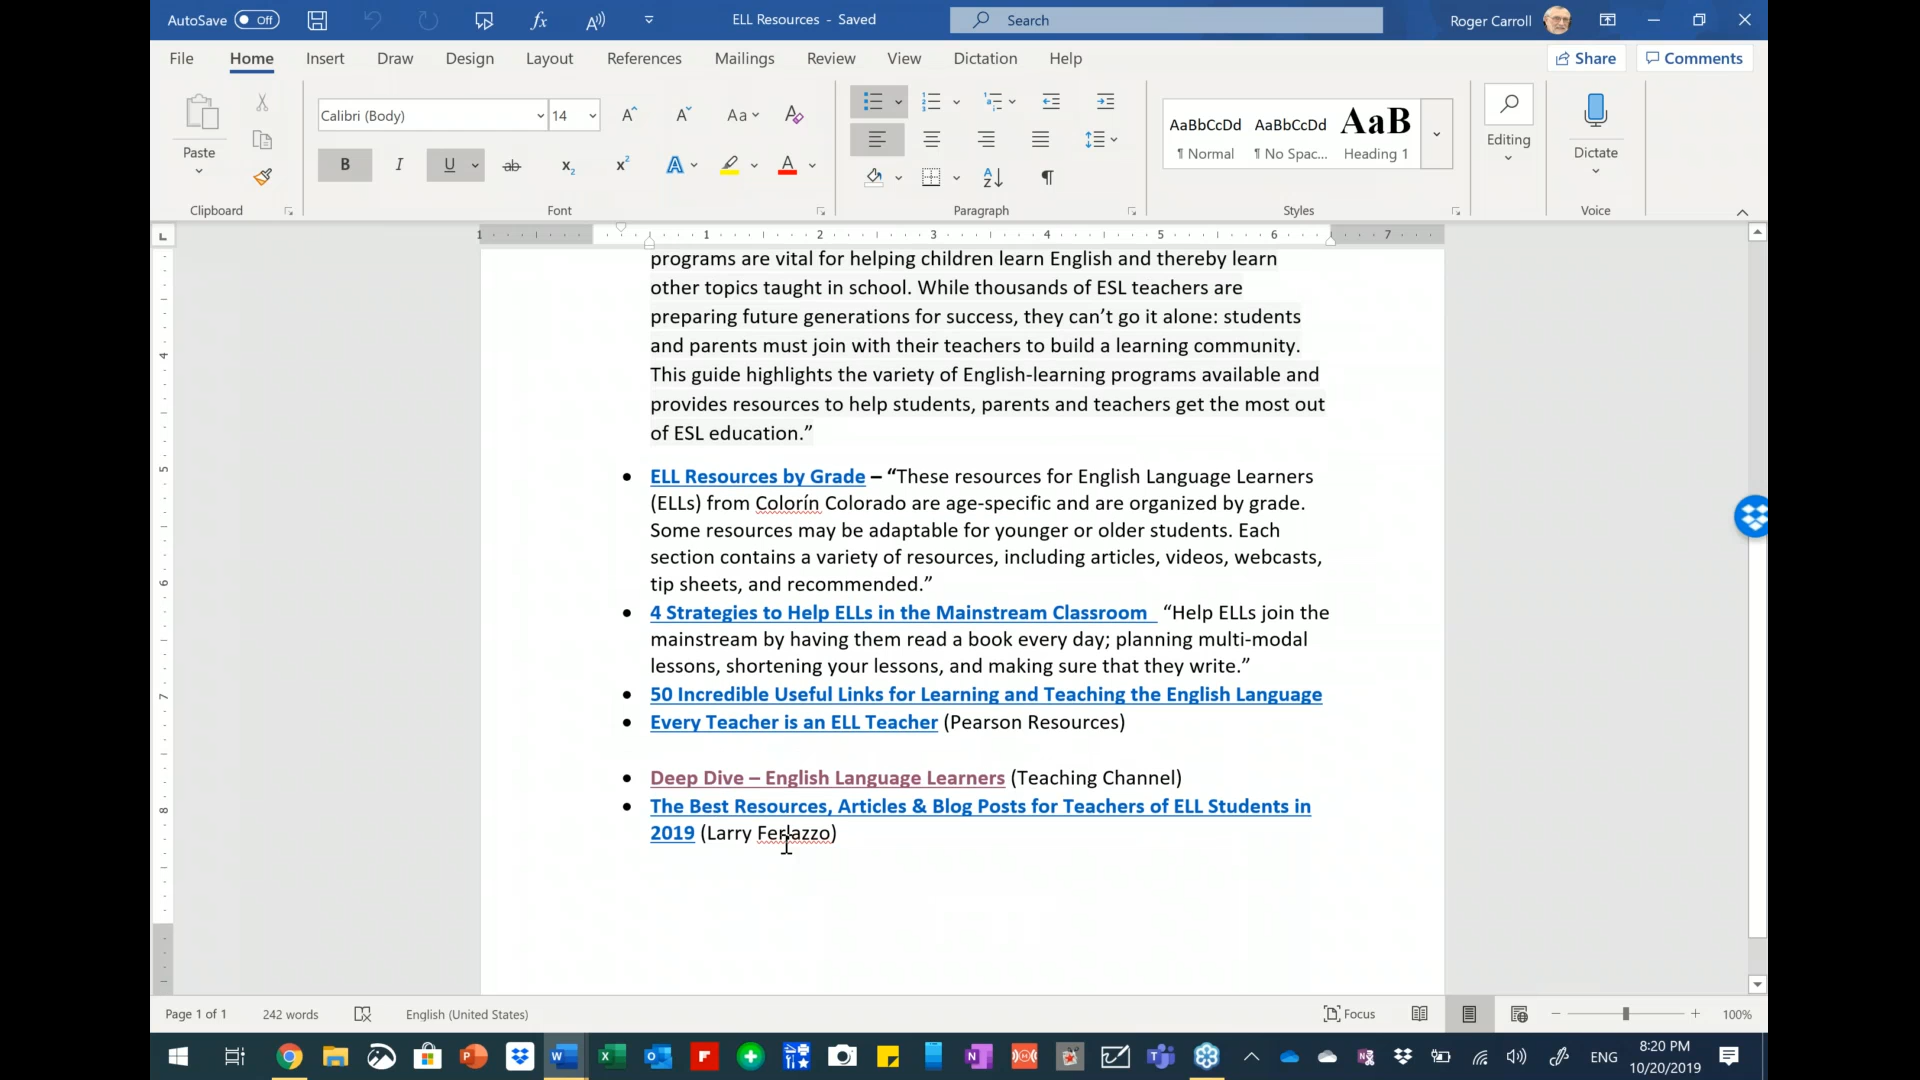 AutoSave Off
ELL Resources - Saved
Search
Roger Carroll
File Home Insert Draw Design Layout References Mailings Review View Dictation Help
Share Comments
Paste
Calibri (Body) 14
AaBbCcDd AaBbCcDd AaB
¶ Normal ¶ No Spac... Heading 1
Editing
Dictate
Clipboard Font Paragraph Styles Voice
1 1 2 3 4 5 6 7
programs are vital for helping children learn English and thereby learn
other topics taught in school. While thousands of ESL teachers are
preparing future generations for success, they can’t go it alone: students
and parents must join with their teachers to build a learning community.
This guide highlights the variety of English-learning programs available and
provides resources to help students, parents and teachers get the most out
of ESL education.”
• ELL Resources by Grade – “These resources for English Language Learners
(ELLs) from Colorín Colorado are age-specific and are organized by grade.
Some resources may be adaptable for younger or older students. Each
section contains a variety of resources, including articles, videos, webcasts,
tip sheets, and recommended.”
• 4 Strategies to Help ELLs in the Mainstream Classroom “Help ELLs join the
mainstream by having them read a book every day; planning multi-modal
lessons, shortening your lessons, and making sure that they write.”
• 50 Incredible Useful Links for Learning and Teaching the English Language
• Every Teacher is an ELL Teacher (Pearson Resources)
• Deep Dive – English Language Learners (Teaching Channel)
• The Best Resources, Articles & Blog Posts for Teachers of ELL Students in
2019 (Larry Ferlazzo)
4
5
6
7
8
Page 1 of 1 242 words English (United States) Focus 100%
ENG
8:20 PM
10/20/2019